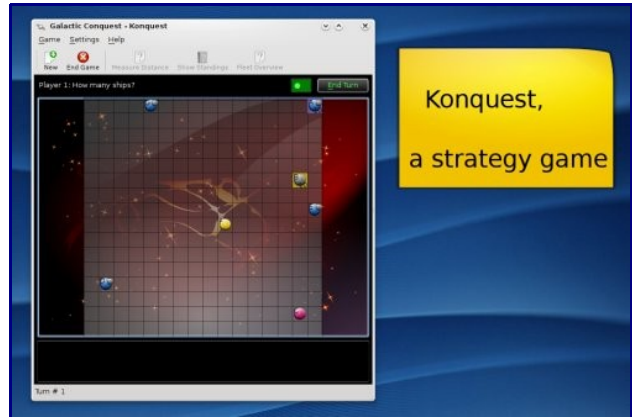 Galactic Conquest - Konquest
Game Settings Help
New End Game Measure Distance Show Standings Fleet Overview
Player 1: How many ships? End Turn
Turn # 1
Konquest,
a strategy game